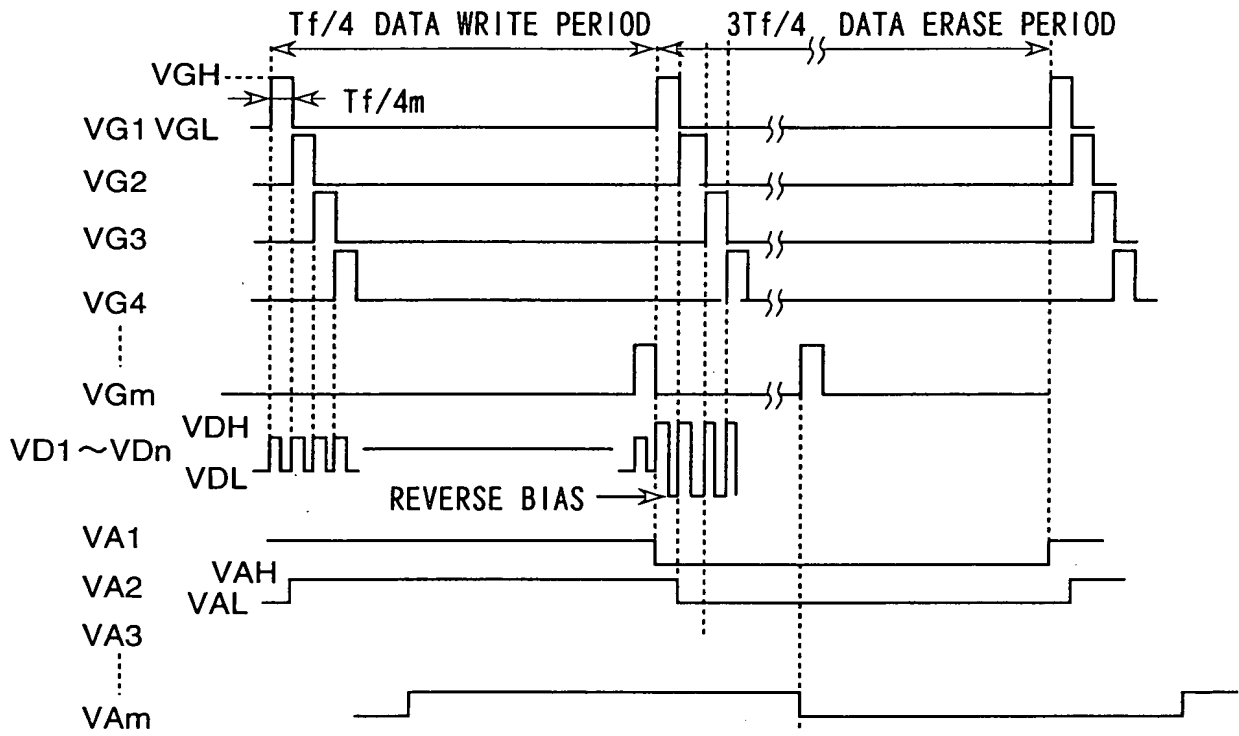 Tf/4 DATA WRITE PERIOD 3Tf/4 DATA ERASE PERIOD
VGH
Tf/4m
VG1 VGL
VG2
VG3
VG4
VGm
VDH
VD1～VDn
VDL
REVERSE BIAS
VA1
VAH
VA2
VAL
VA3
VAm